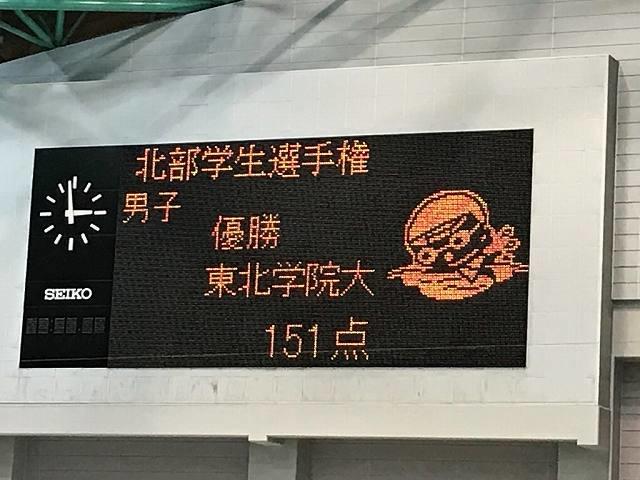 北部学生選手権
男子
優勝
東北学院大
151点
SEIKO